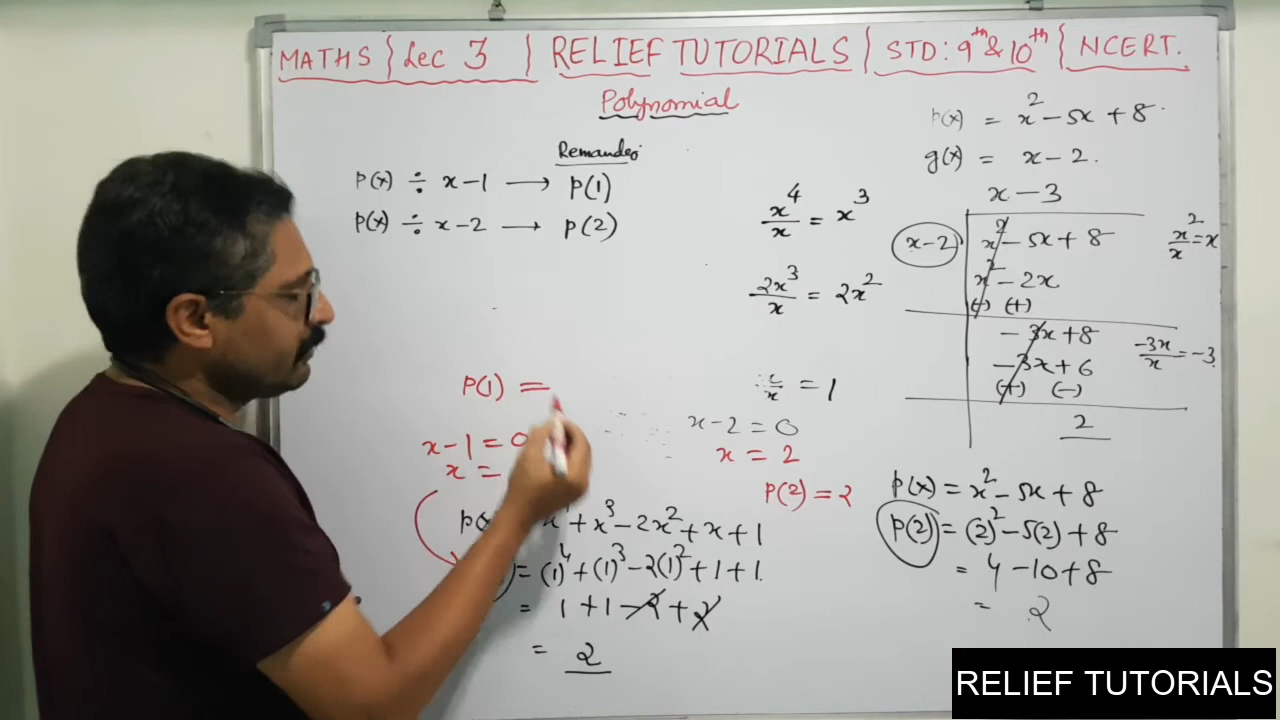 MATHS | Lec 3 | RELIEF TUTORIALS | STD: 9th & 10th | NCERT.
Polynomial
Remander
p(x) ÷ x-1 → p(1)
p(x) ÷ x-2 → p(2)
x⁴/x = x³
2x³/x = 2x²
= 1
p(1) =
x-1 = 0
x =
x-2 = 0
x = 2
p(2) = 2
+ x³ - 2x² + x + 1
= (1)⁴ + (1)³ - 2(1)² + 1 + 1.
= 1 + 1 - 2 + 2
= 2
p(x) = x² - 5x + 8.
g(x) = x - 2.
x - 3
x-2 x² - 5x + 8
x² - 2x
(-) (+)
- 3x + 8
- 3x + 6
(+) (-)
2
x²/x = x
-3x/x = -3
p(x) = x² - 5x + 8
p(2) = (2)² - 5(2) + 8
= 4 - 10 + 8
= 2
RELIEF TUTORIALS